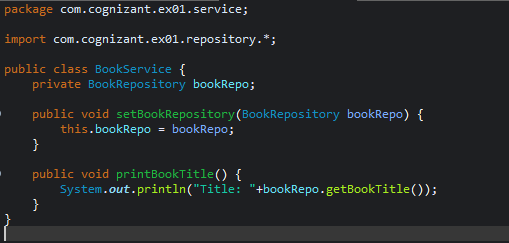 package com.cognizant.ex01.service;
import com.cognizant.ex01.repository.*;
public class BookService {
private BookRepository bookRepo;
public void setBookRepository(BookRepository bookRepo) {
this.bookRepo = bookRepo;
}
public void printBookTitle() {
System.out.println("Title: "+bookRepo.getBookTitle());
}
}